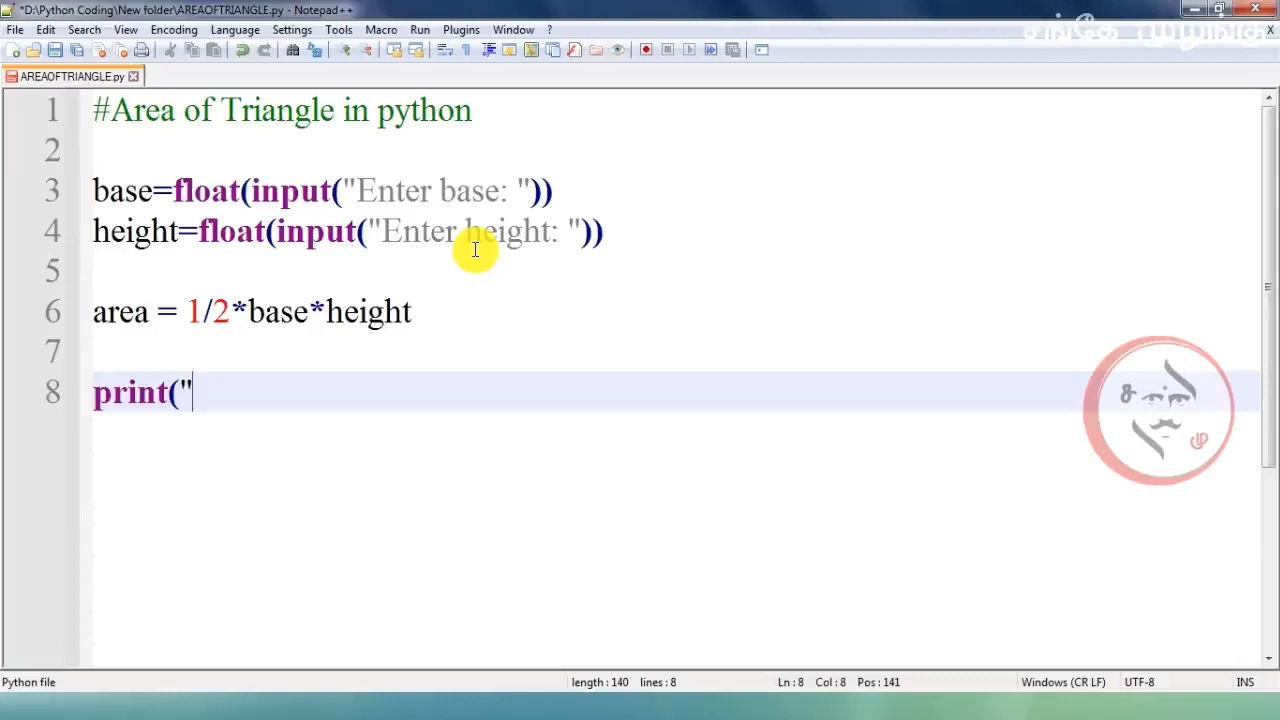 *D:\Python Coding\New folder\AREAOFTRIANGLE.py - Notepad++
File Edit Search View Encoding Language Settings Tools Macro Run Plugins Window ? X
AREAOFTRIANGLE.py
1 #Area of Triangle in python
2
3 base=float(input("Enter base: "))
4 height=float(input("Enter height: "))
5
6 area = 1/2*base*height
7
8 print("
Python file length : 140 lines : 8 Ln : 8 Col : 8 Pos : 141 Windows (CR LF) UTF-8 INS